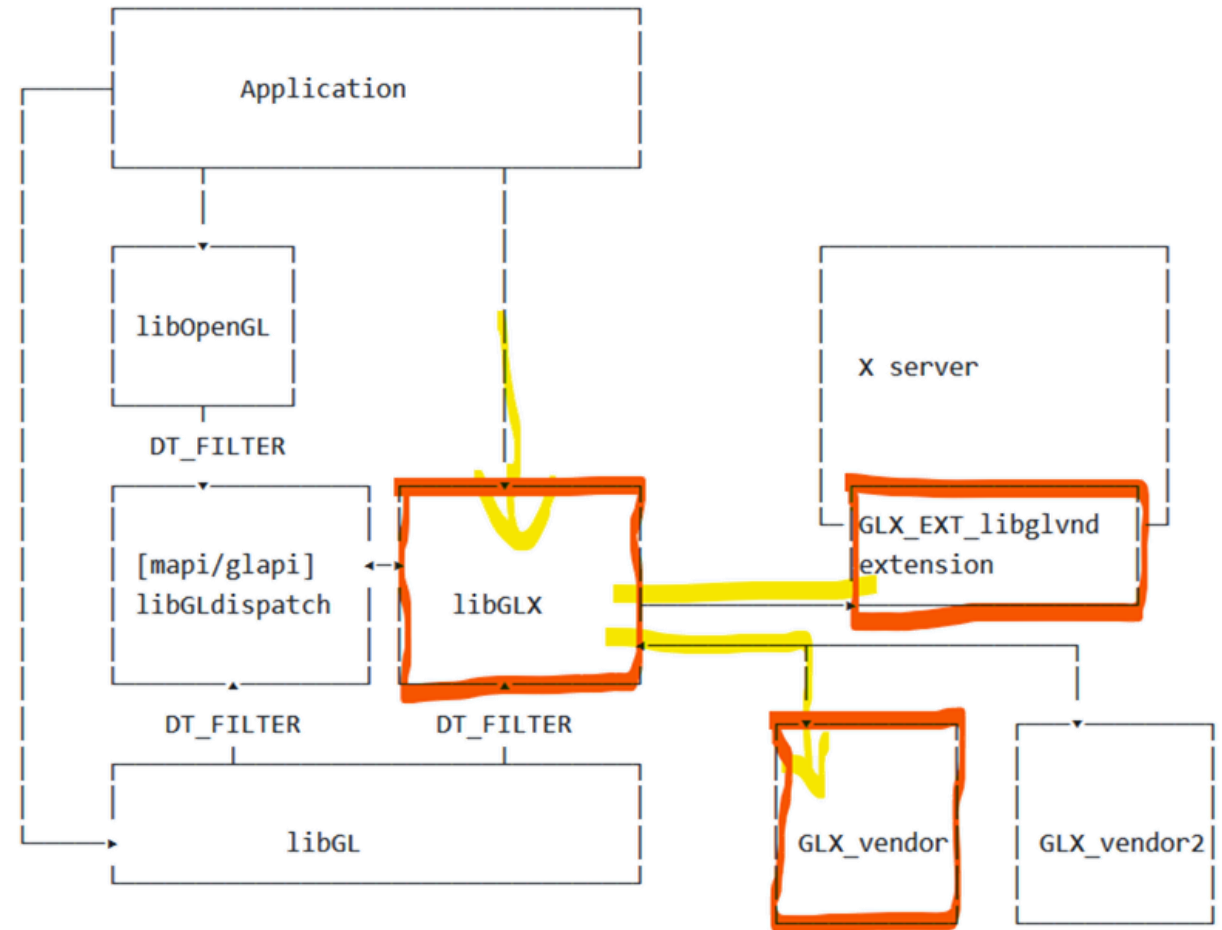 Application
libOpenGL
X server
DT_FILTER
GLX_EXT_libglvnd
extension
[mapi/glapi]
libGLdispatch
libGLX
DT_FILTER
DT_FILTER
libGL
GLX_vendor
GLX_vendor2